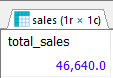 sales (1r × 1c)
total_sales
46,640.0